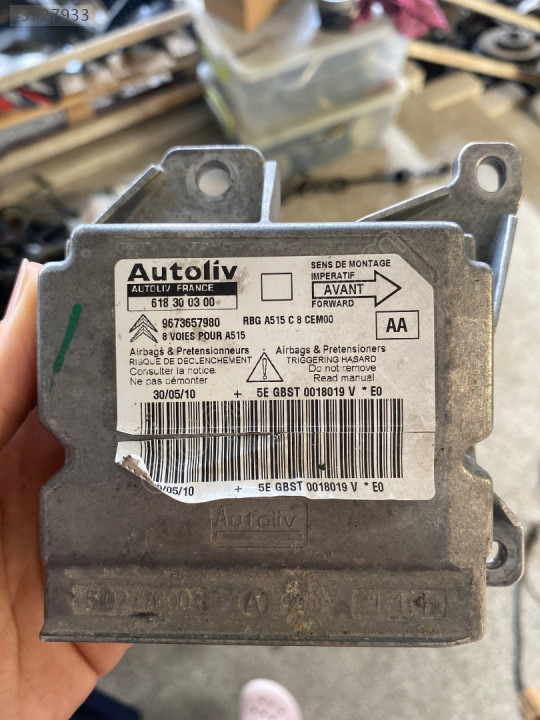 Autoliv
AUTOLIV FRANCE
618 30 03 00
SENS DE MONTAGE
IMPERATIF
AVANT
FORWARD
9673657980 RBG A515 C 8 CEM00
8 VOIES POUR A515
AA
Airbags & Pretensionneurs
RISQUE DE DECLENCHEMENT
Consulter la notice
Ne pas démonter
Airbags & Pretensioners
TRIGGERING HASARD
Do not remove
Read manual
30/05/10 + 5E GBST 0018019 V * E0
/05/10 + 5E GBST 0018019 V * E0
Autoliv